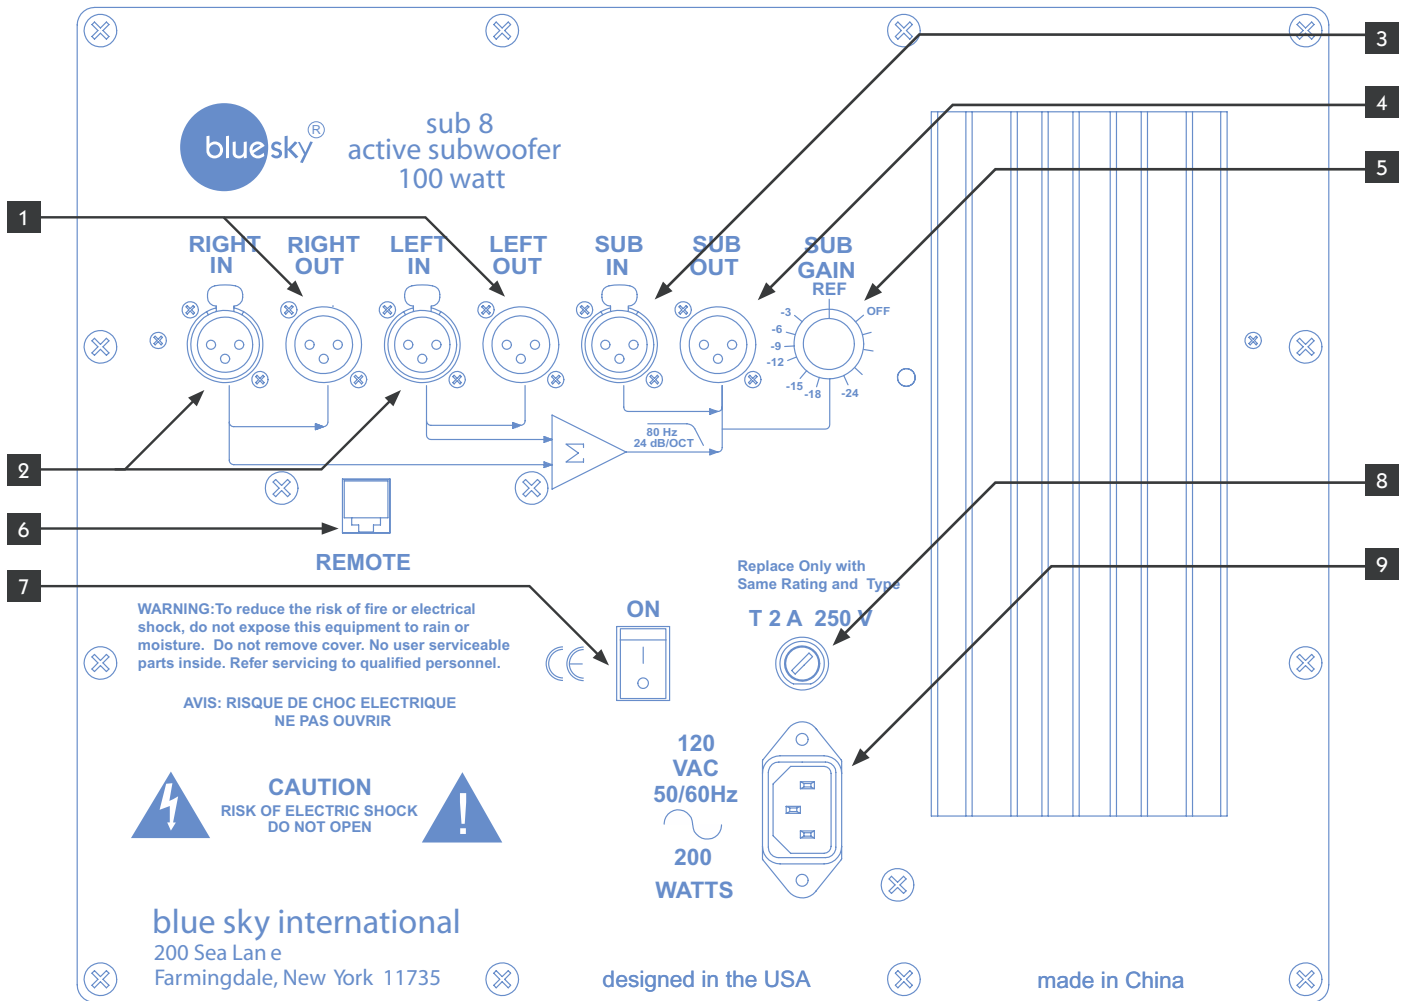 3
4
5
1
bluesky®
sub 8
active subwoofer
100 watt
RIGHT IN
RIGHT OUT
LEFT IN
LEFT OUT
SUB IN
SUB OUT
SUB GAIN
REF
OFF
-3
-6
-9
-12
-15
-18
-24
80 Hz
24 dB/OCT
Σ
2
6
7
8
9
REMOTE
WARNING:To reduce the risk of fire or electrical
shock, do not expose this equipment to rain or
moisture. Do not remove cover. No user serviceable
parts inside. Refer servicing to qualified personnel.
AVIS: RISQUE DE CHOC ELECTRIQUE
NE PAS OUVRIR
CE
ON
Replace Only with
Same Rating and Type
T 2 A 250 V
CAUTION
RISK OF ELECTRIC SHOCK
DO NOT OPEN
!
120
VAC
50/60Hz
200
WATTS
blue sky international
200 Sea Lane
Farmingdale, New York 11735
designed in the USA
made in China